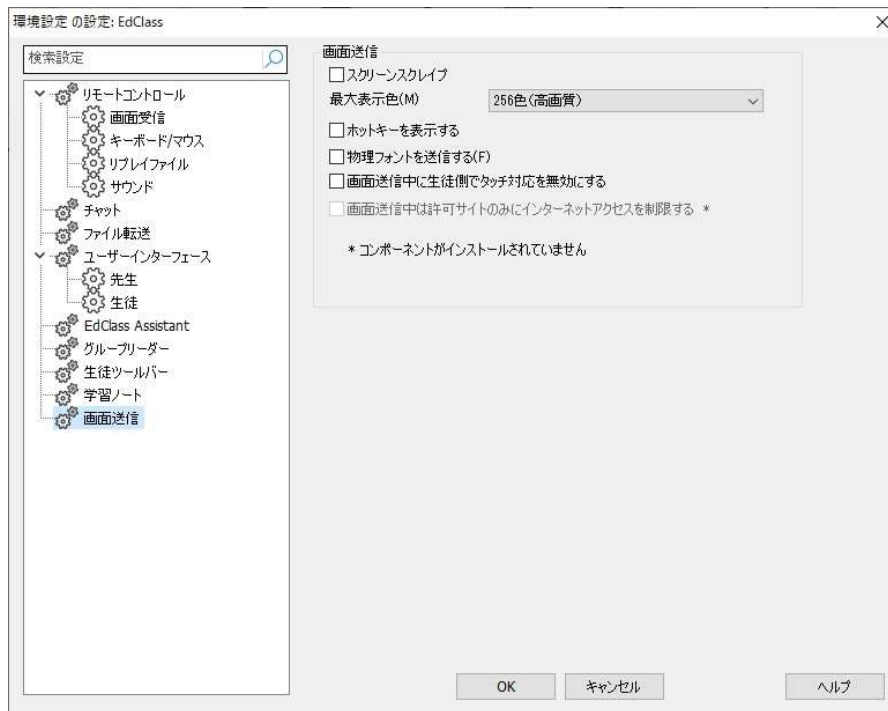 環境設定 の設定: EdClass
検索設定
リモートコントロール
画面受信
キーボード/マウス
リプレイファイル
サウンド
チャット
ファイル転送
ユーザーインターフェース
先生
生徒
EdClass Assistant
グループリーダー
生徒ツールバー
学習ノート
画面送信
画面送信
スクリーンスクレイプ
最大表示色(M) 256色(高画質)
ホットキーを表示する
物理フォントを送信する(F)
画面送信中に生徒側でタッチ対応を無効にする
画面送信中は許可サイトのみにインターネットアクセスを制限する *
* コンポーネントがインストールされていません
OK キャンセル ヘルプ